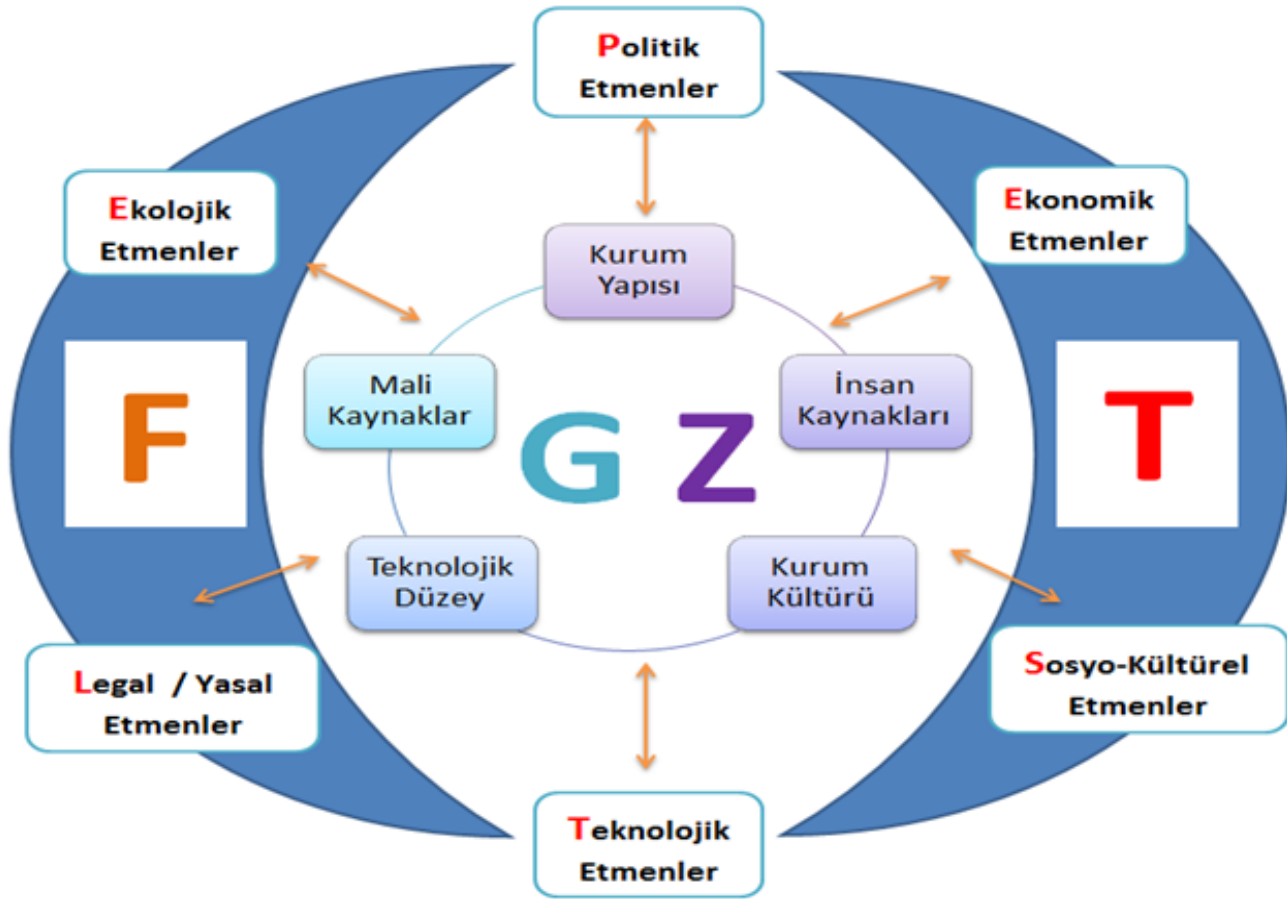 Politik
Etmenler
Ekolojik
Etmenler
Ekonomik
Etmenler
Kurum
Yapısı
Mali
Kaynaklar
İnsan
Kaynakları
F
G Z
T
Teknolojik
Düzey
Kurum
Kültürü
Legal / Yasal
Etmenler
Sosyo-Kültürel
Etmenler
Teknolojik
Etmenler